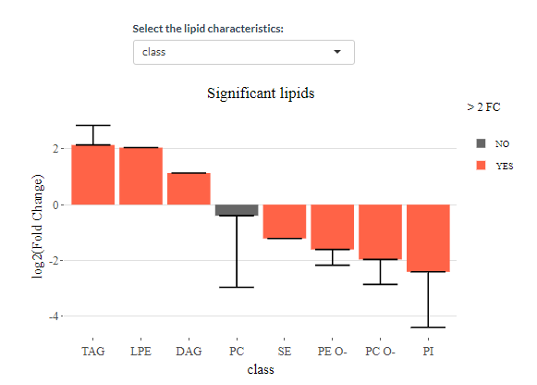 Select the lipid characteristics:
class
Significant lipids
> 2 FC
NO
YES
log2(Fold Change)
2
0
-2
-4
TAG LPE DAG PC SE PE O- PC O- PI
class